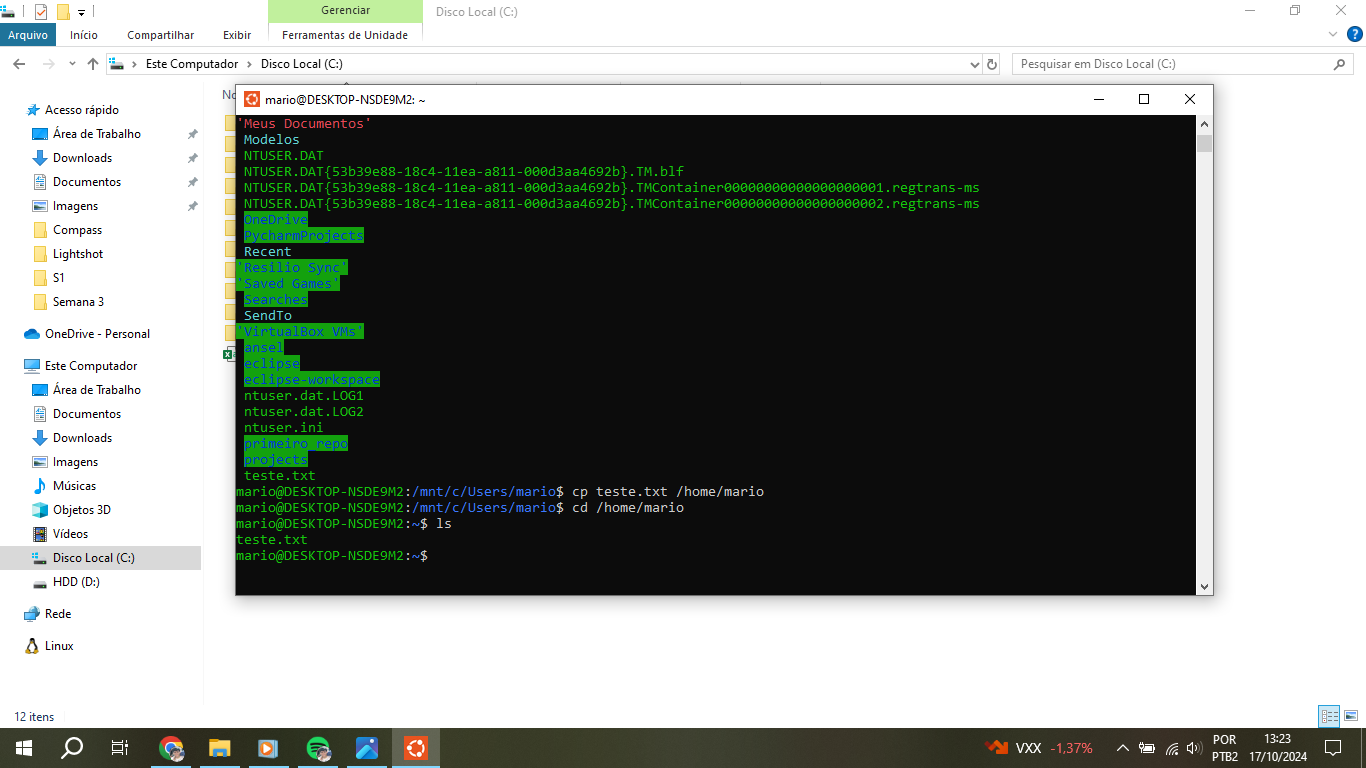 Gerenciar
Disco Local (C:)
Arquivo
Início
Compartilhar
Exibir
Ferramentas de Unidade
Este Computador
Disco Local (C:)
Pesquisar em Disco Local (C:)
Acesso rápido
Área de Trabalho
Downloads
Documentos
Imagens
Compass
Lightshot
S1
Semana 3
OneDrive - Personal
Este Computador
Área de Trabalho
Documentos
Downloads
Imagens
Músicas
Objetos 3D
Vídeos
Disco Local (C:)
HDD (D:)
Rede
Linux
12 itens
mario@DESKTOP-NSDE9M2: ~
'Meus Documentos'
Modelos
NTUSER.DAT
NTUSER.DAT{53b39e88-18c4-11ea-a811-000d3aa4692b}.TM.blf
NTUSER.DAT{53b39e88-18c4-11ea-a811-000d3aa4692b}.TMContainer00000000000000000001.regtrans-ms
NTUSER.DAT{53b39e88-18c4-11ea-a811-000d3aa4692b}.TMContainer00000000000000000002.regtrans-ms
OneDrive
PycharmProjects
Recent
'Resilio Sync'
'Saved Games'
Searches
SendTo
'VirtualBox VMs'
ansel
eclipse
eclipse-workspace
ntuser.dat.LOG1
ntuser.dat.LOG2
ntuser.ini
primeiro_repo
projects
teste.txt
mario@DESKTOP-NSDE9M2:/mnt/c/Users/mario$ cp teste.txt /home/mario
mario@DESKTOP-NSDE9M2:/mnt/c/Users/mario$ cd /home/mario
mario@DESKTOP-NSDE9M2:~$ ls
teste.txt
mario@DESKTOP-NSDE9M2:~$
VXX -1,37%
POR
PTB2
13:23
17/10/2024